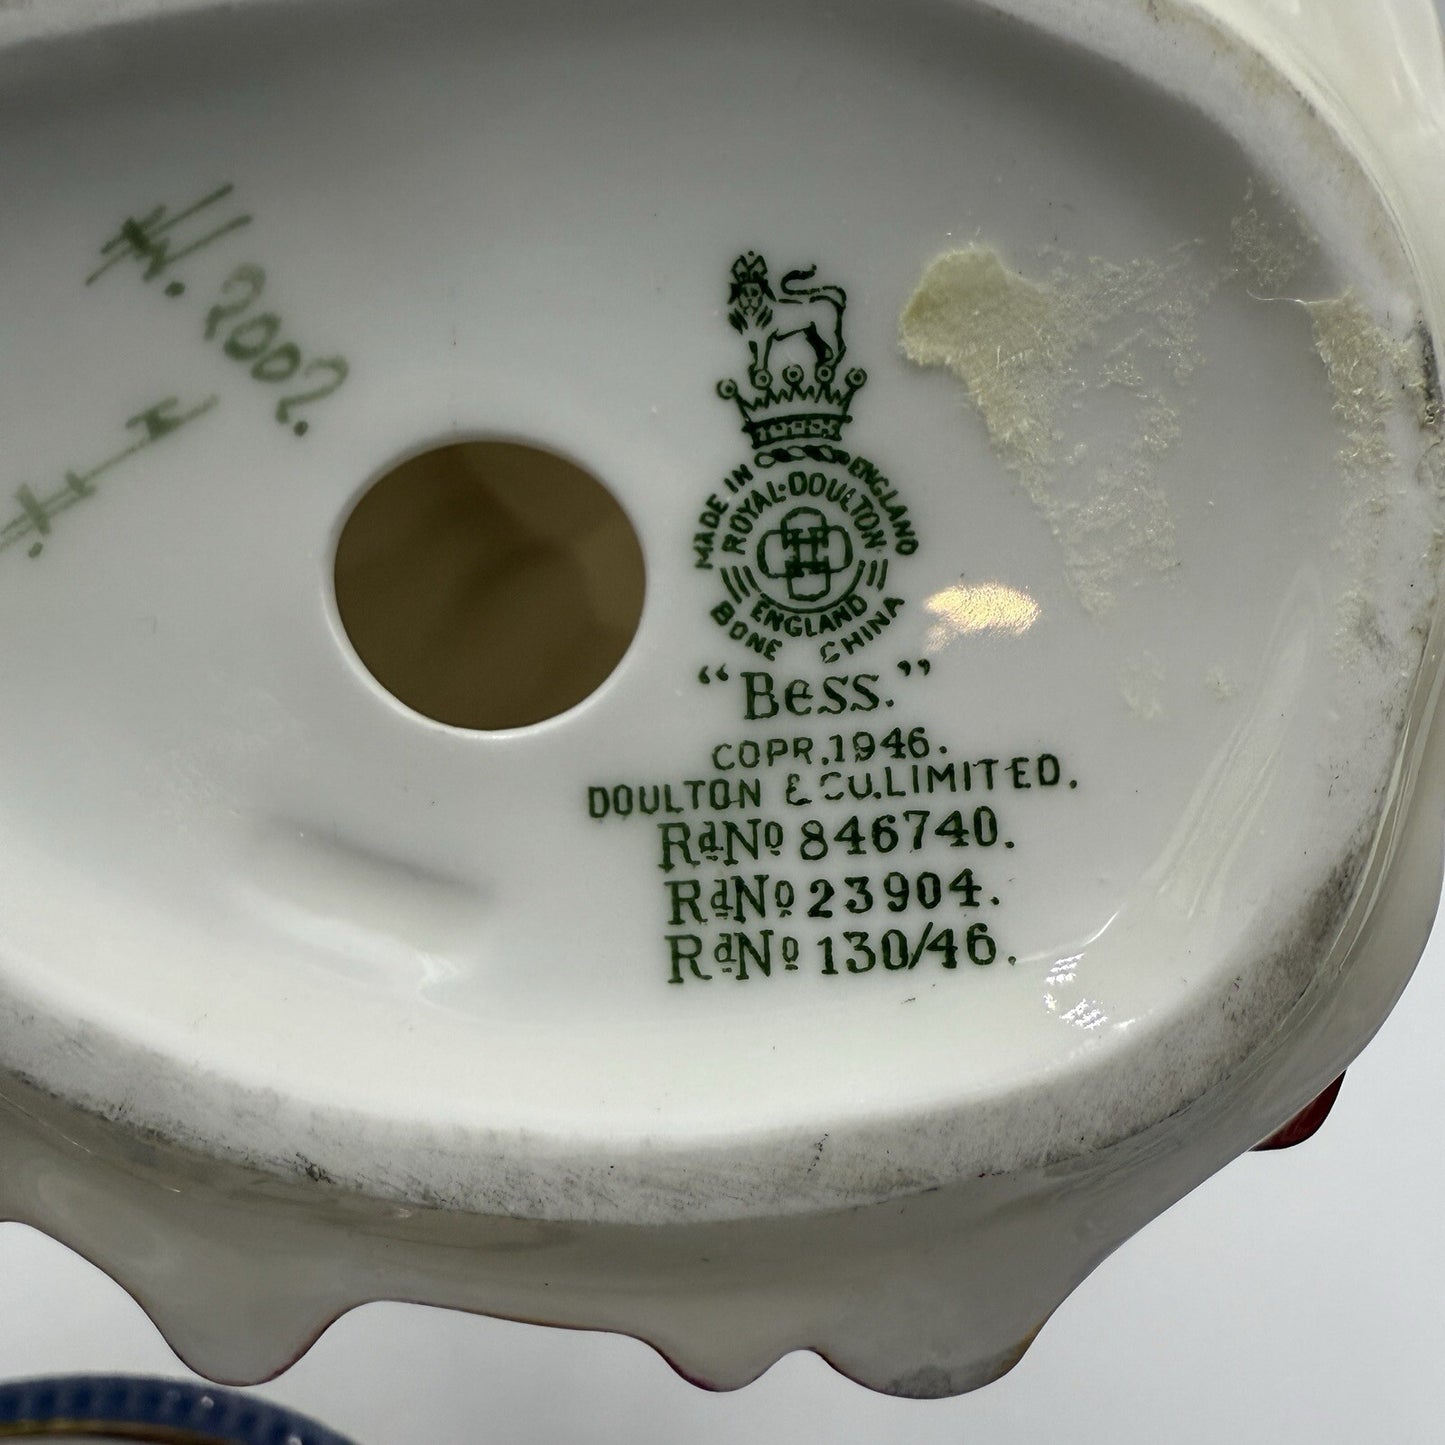 HN. 2002.
MADE IN ENGLAND
ROYAL·DOULTON
ENGLAND
BONE CHINA
“Bess.”
COPR.1946.
DOULTON & CO.LIMITED.
RdNo 846740.
RdNo 23904.
RdNo 130/46.